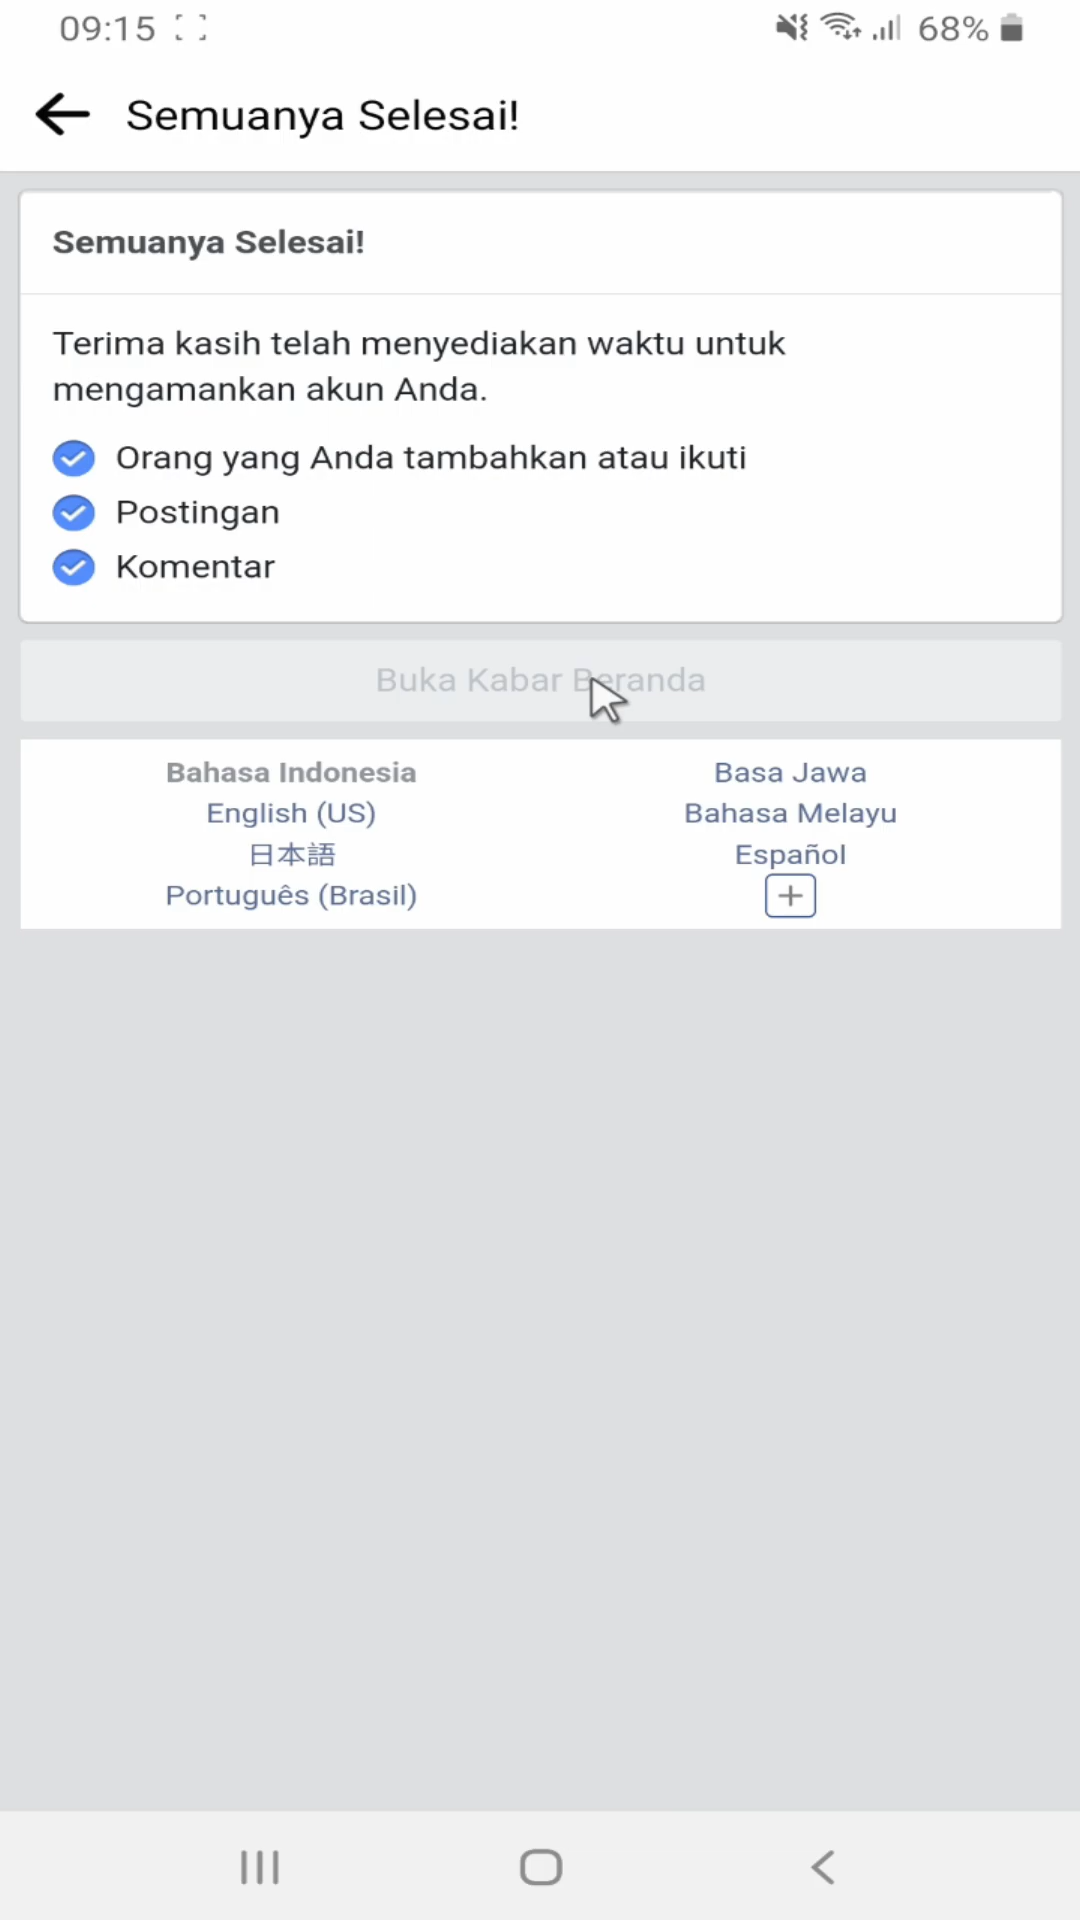 09:15
68%
Semuanya Selesai!
Semuanya Selesai!
Terima kasih telah menyediakan waktu untuk
mengamankan akun Anda.
Orang yang Anda tambahkan atau ikuti
Postingan
Komentar
Buka Kabar Beranda
Bahasa Indonesia
Basa Jawa
English (US)
Bahasa Melayu
日本語
Español
Português (Brasil)